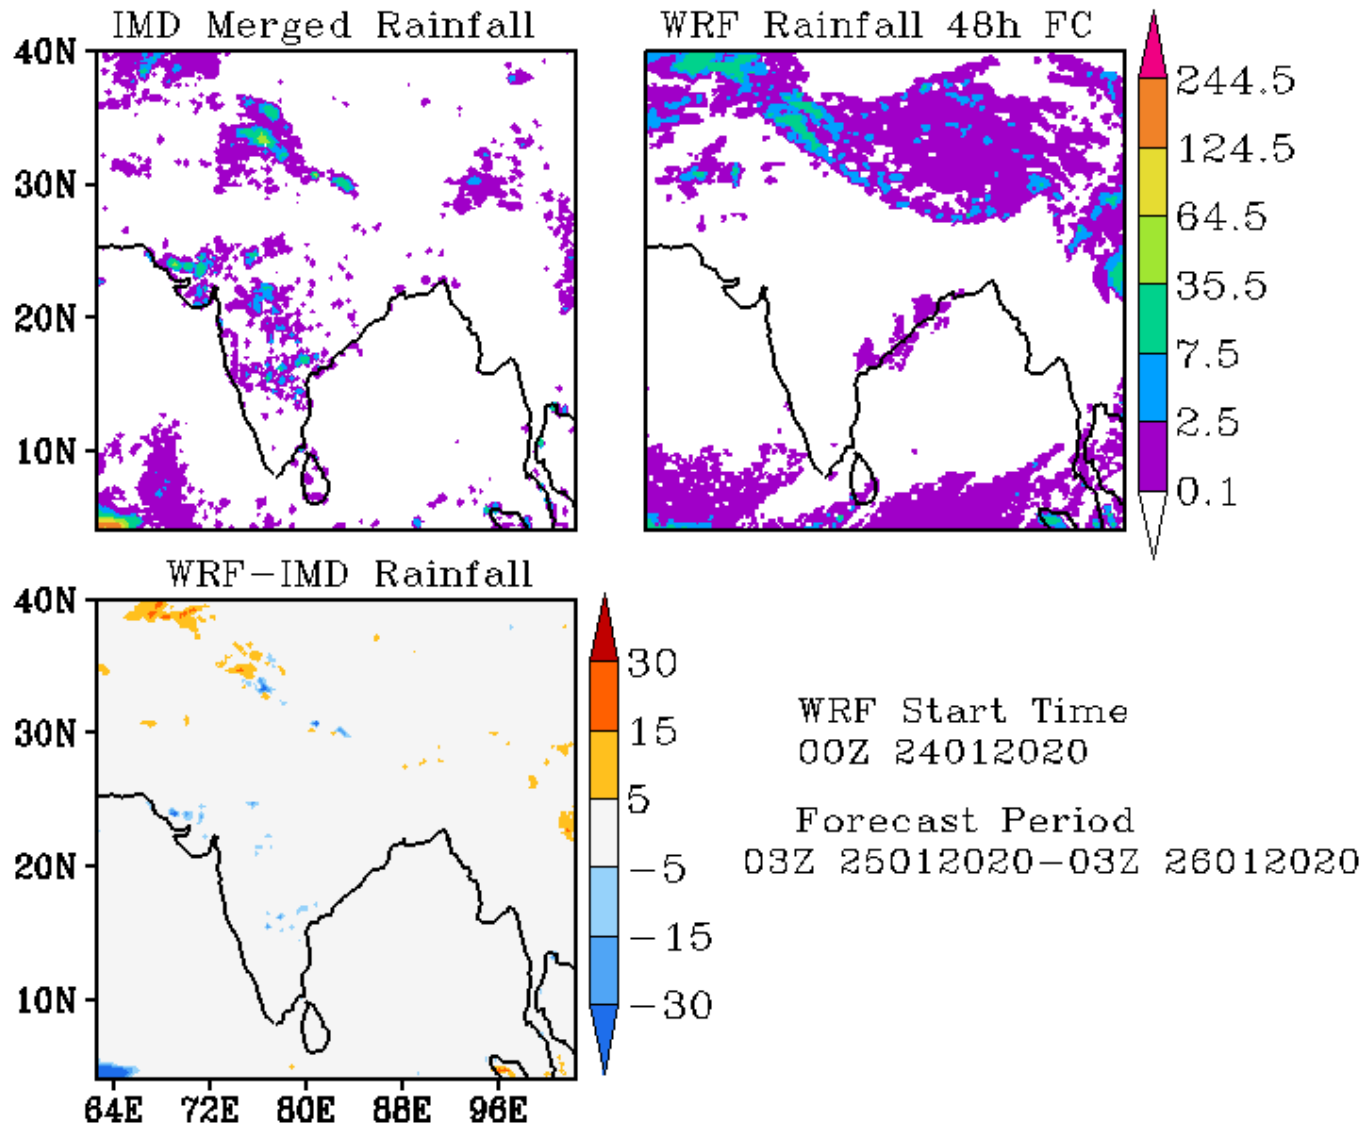 IMD Merged Rainfall
WRF Rainfall 48h FC
40N
30N
20N
10N
244.5
124.5
64.5
35.5
7.5
2.5
0.1
WRF-IMD Rainfall
40N
30N
20N
10N
64E 72E 80E 88E 96E
30
15
5
-5
-15
-30
WRF Start Time
00Z 24012020
Forecast Period
03Z 25012020-03Z 26012020